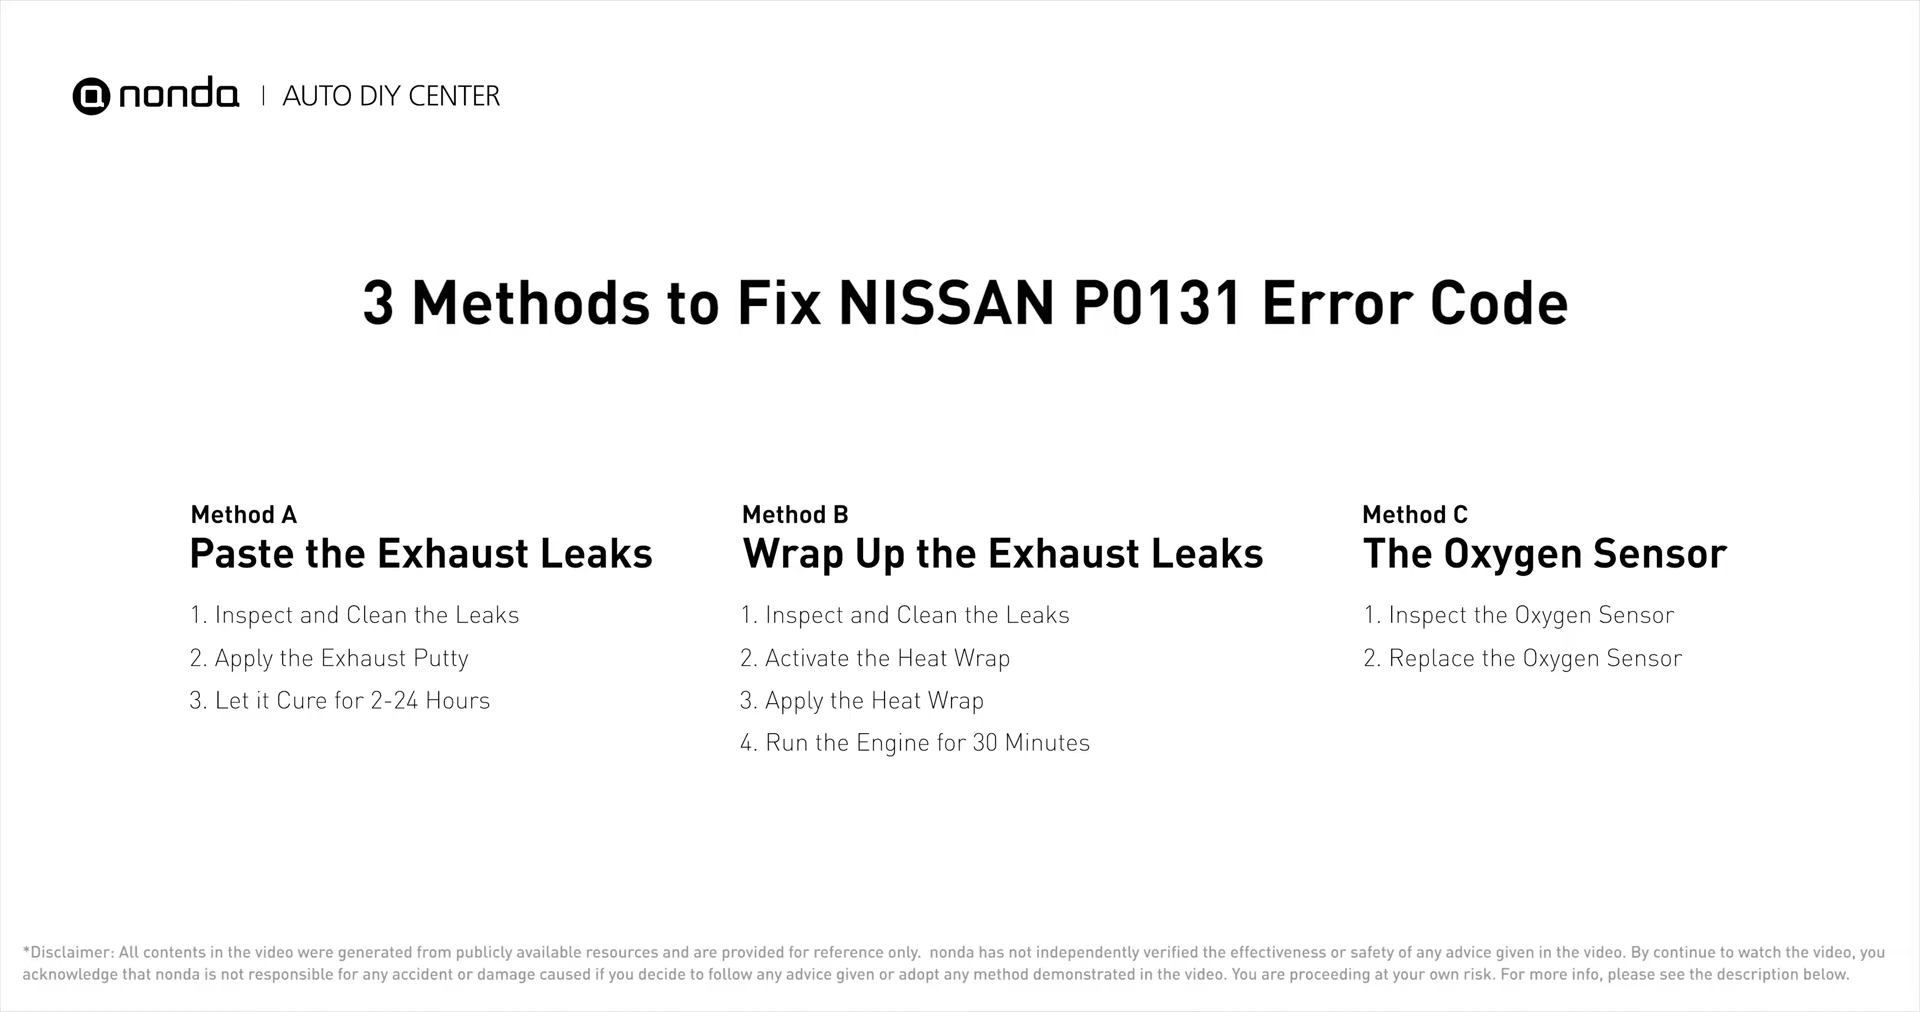 nonda | AUTO DIY CENTER
3 Methods to Fix NISSAN P0131 Error Code
Method A
Paste the Exhaust Leaks
1. Inspect and Clean the Leaks
2. Apply the Exhaust Putty
3. Let it Cure for 2-24 Hours
Method B
Wrap Up the Exhaust Leaks
1. Inspect and Clean the Leaks
2. Activate the Heat Wrap
3. Apply the Heat Wrap
4. Run the Engine for 30 Minutes
Method C
The Oxygen Sensor
1. Inspect the Oxygen Sensor
2. Replace the Oxygen Sensor
*Disclaimer: All contents in the video were generated from publicly available resources and are provided for reference only. nonda has not independently verified the effectiveness or safety of any advice given in the video. By continue to watch the video, you
acknowledge that nonda is not responsible for any accident or damage caused if you decide to follow any advice given or adopt any method demonstrated in the video. You are proceeding at your own risk. For more info, please see the description below.